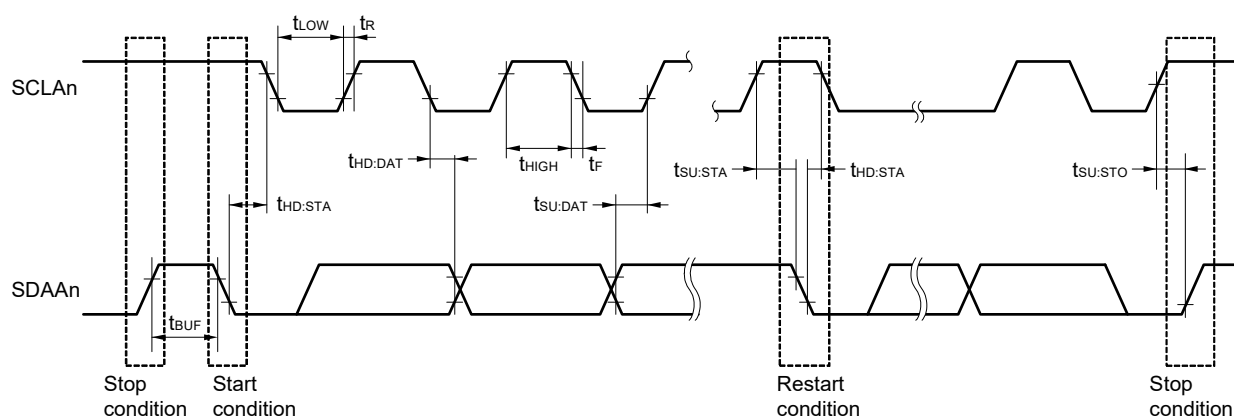 tLOW
tR
SCLAn
tHD:DAT
tHIGH
tF
tSU:STA
tHD:STA
tSU:STO
tHD:STA
tSU:DAT
SDAAn
tBUF
Stop
condition
Start
condition
Restart
condition
Stop
condition